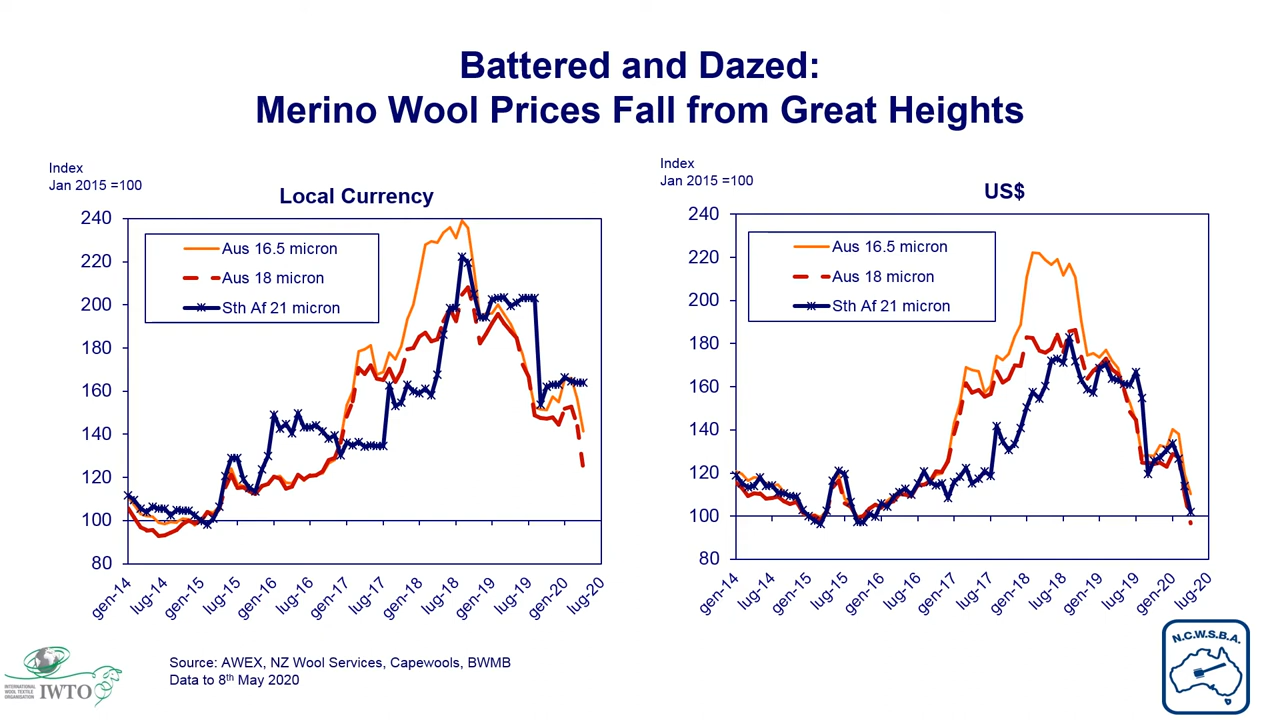 Battered and Dazed:
Merino Wool Prices Fall from Great Heights
Index
Jan 2015 =100
Local Currency
240
220
200
180
160
140
120
100
80
Aus 16.5 micron
Aus 18 micron
Sth Af 21 micron
gen-14
lug-14
gen-15
lug-15
gen-16
lug-16
gen-17
lug-17
gen-18
lug-18
gen-19
lug-19
gen-20
lug-20
Index
Jan 2015 =100
US$
240
220
200
180
160
140
120
100
80
Aus 16.5 micron
Aus 18 micron
Sth Af 21 micron
gen-14
lug-14
gen-15
lug-15
gen-16
lug-16
gen-17
lug-17
gen-18
lug-18
gen-19
lug-19
gen-20
lug-20
INTERNATIONAL
WOOL TEXTILE
ORGANISATION
IWTO
Source: AWEX, NZ Wool Services, Capewools, BWMB
Data to 8th May 2020
N.C.W.S.B.A.